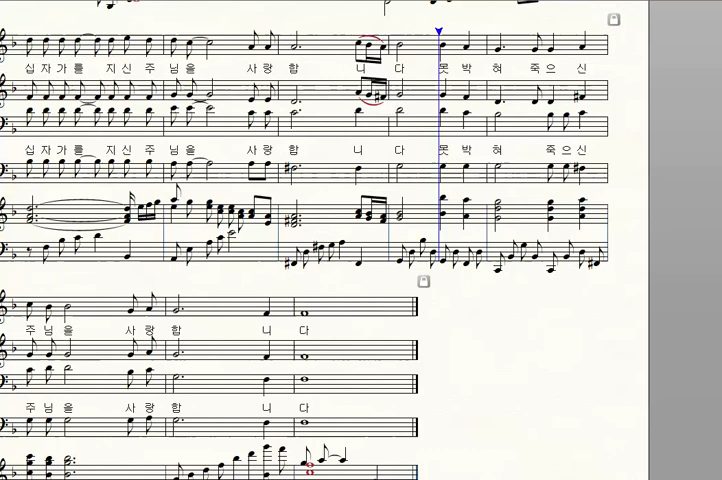 십 자 가 를 지 신 주 님 을 사 랑 합 니 다 못 박 혀 죽 으 신
십 자 가 를 지 신 주 님 을 사 랑 합 니 다 못 박 혀 죽 으 신
주 님 을 사 랑 합 니 다
주 님 을 사 랑 합 니 다